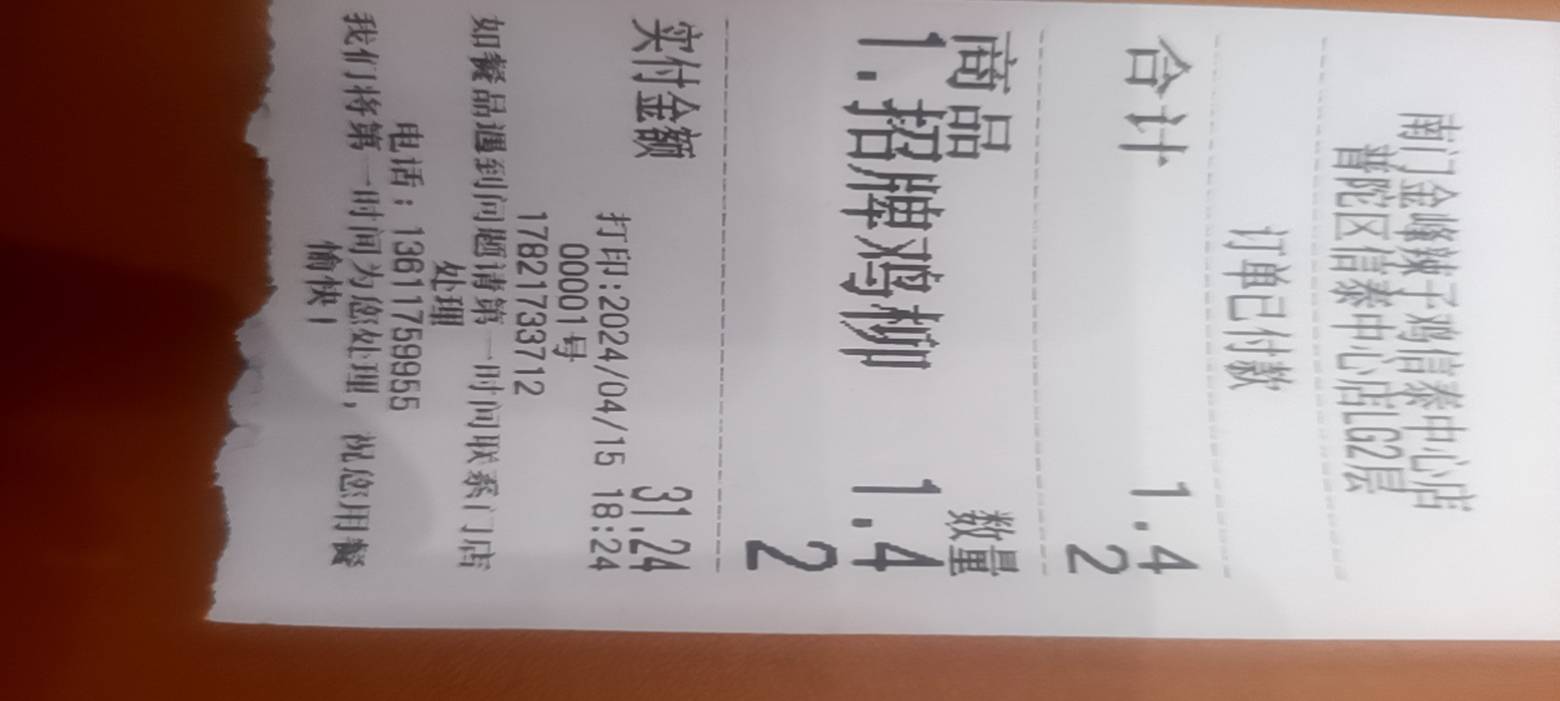 南门金峰辣子鸡信泰中心店
普陀区信泰中心店LG2层
订单已付款
合计 1.4
2
商品 数量
1.招牌鸡柳 1.4
2
实付金额 31.24
打印:2024/04/15 18:24
00001号
17821733712
如餐品遇到问题请第一时间联系门店
处理
电话：13611759955
我们将第一时间为您处理，祝您用餐
愉快！